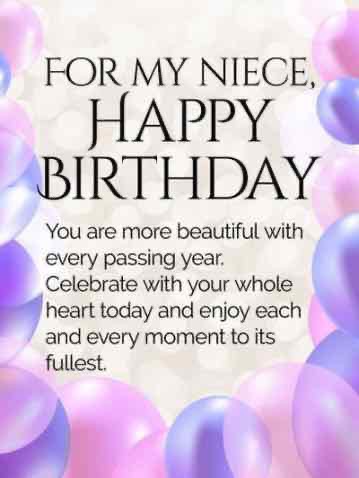 For my niece,
Happy
Birthday
You are more beautiful with
every passing year.
Celebrate with your whole
heart today and enjoy each
and every moment to its
fullest.